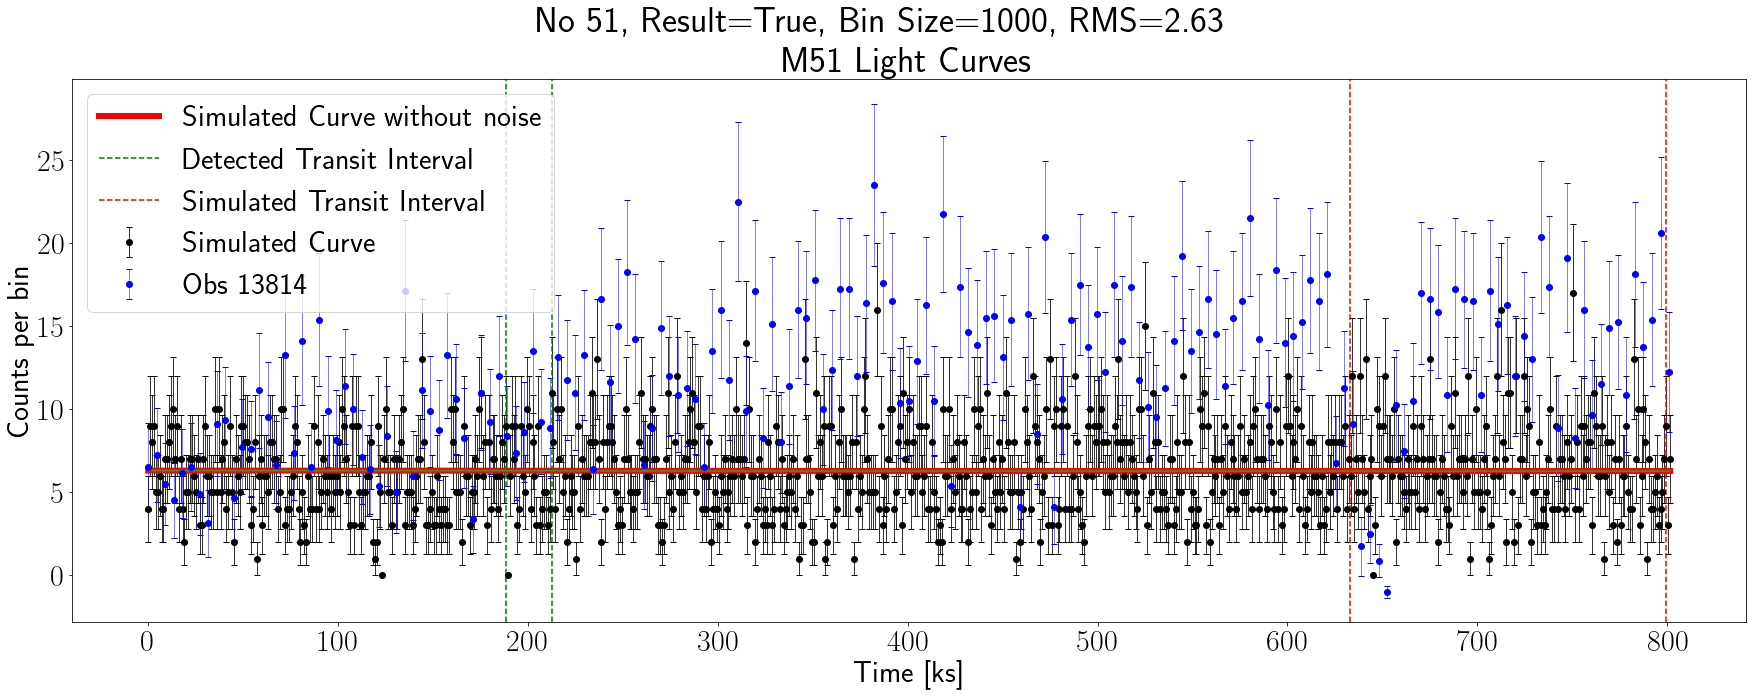 No 51, Result=True, Bin Size=1000, RMS=2.63
M51 Light Curves
Simulated Curve without noise
Detected Transit Interval
Simulated Transit Interval
Simulated Curve
Obs 13814
Counts per bin
25
20
15
10
5
0
0 100 200 300 400 500 600 700 800
Time [ks]